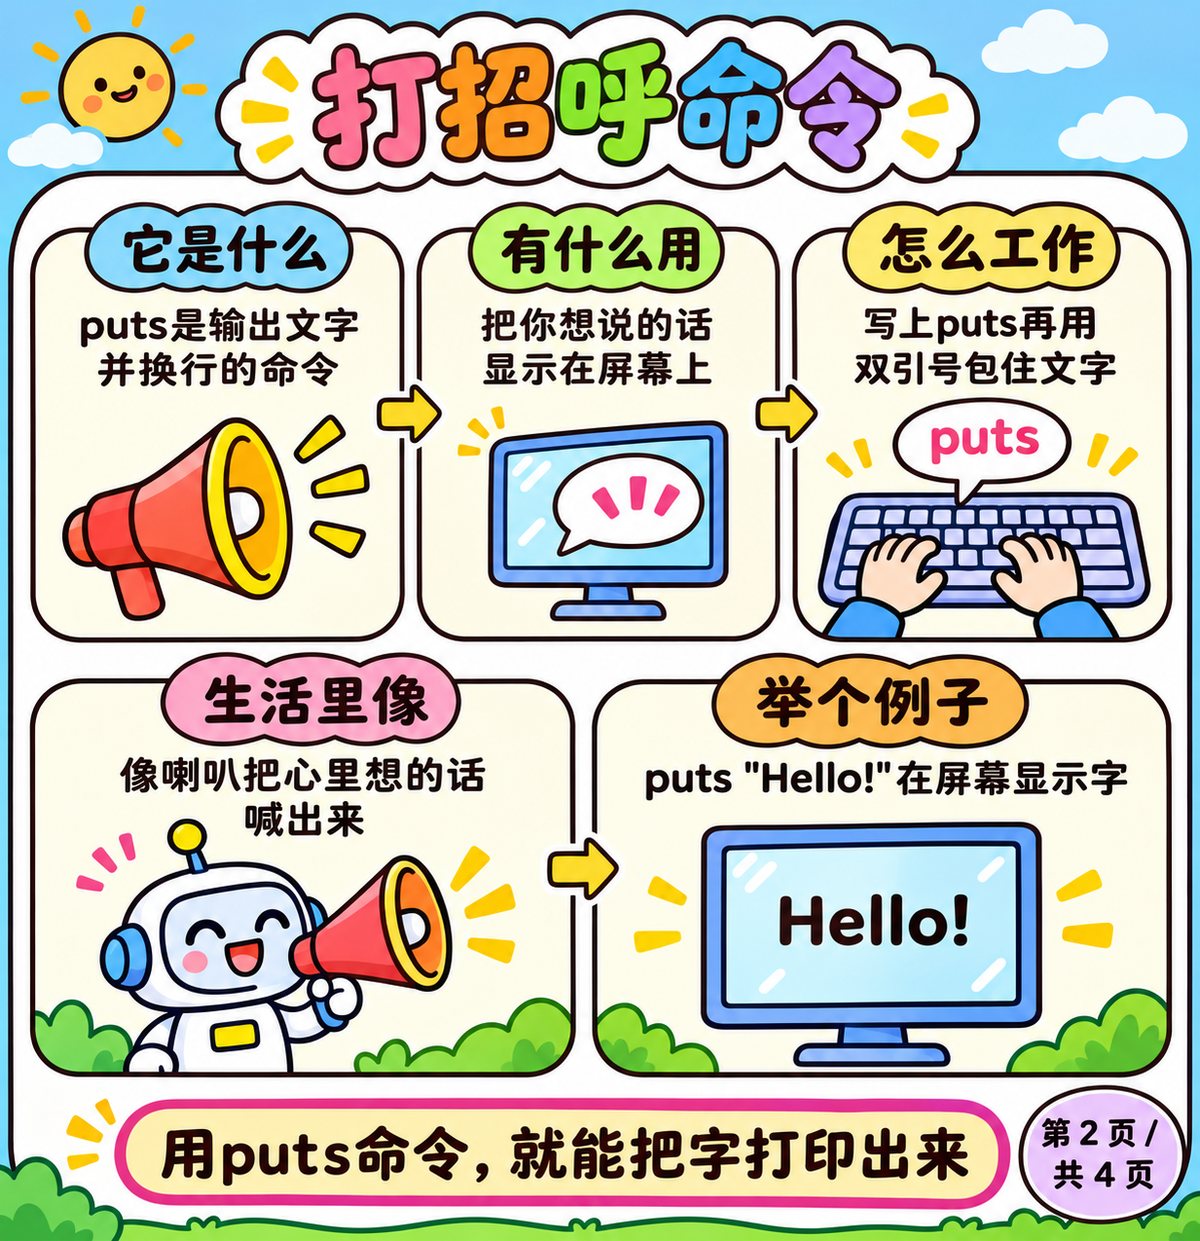 打招呼命令
它是什么
puts是输出文字
并换行的命令
有什么用
把你想说的话
显示在屏幕上
怎么工作
写上puts再用
双引号包住文字
puts
生活里像
像喇叭把心里想的话
喊出来
举个例子
puts "Hello!"在屏幕显示字
Hello!
用puts命令，就能把字打印出来
第 2 页 /
共 4 页